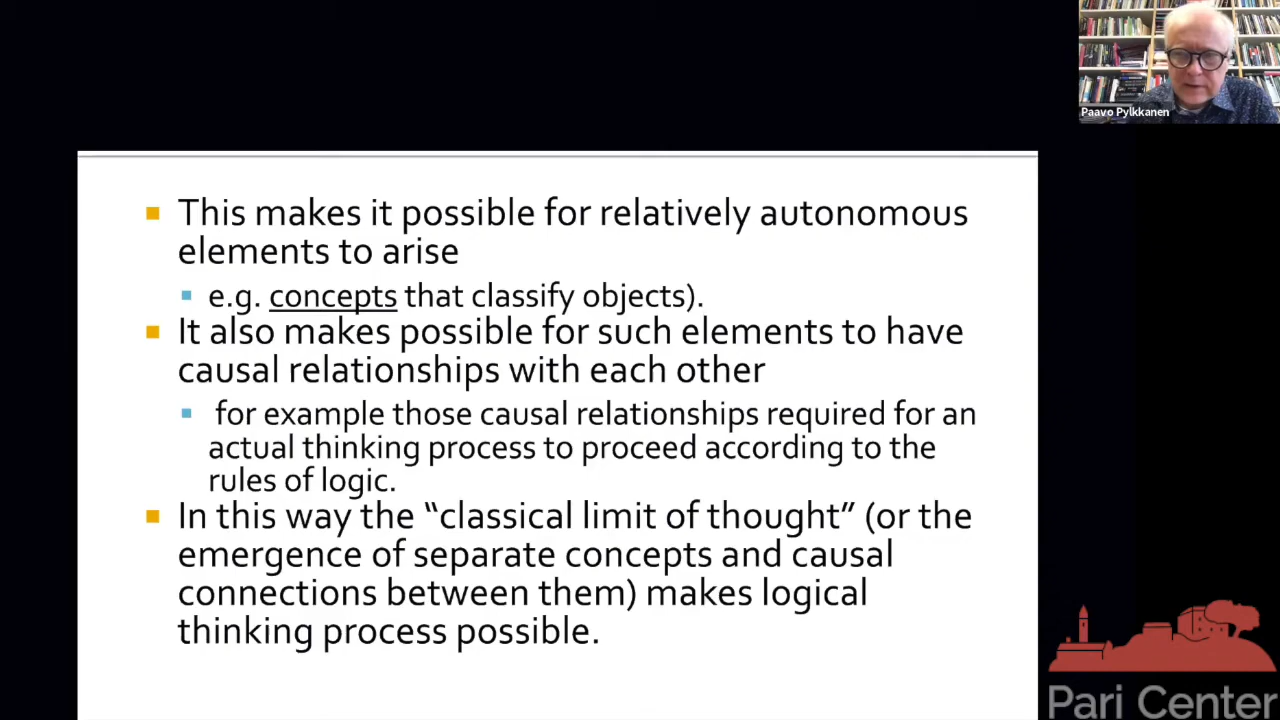 Paavo Pylkkanen
This makes it possible for relatively autonomous
elements to arise
e.g. concepts that classify objects).
It also makes possible for such elements to have
causal relationships with each other
for example those causal relationships required for an
actual thinking process to proceed according to the
rules of logic.
In this way the “classical limit of thought” (or the
emergence of separate concepts and causal
connections between them) makes logical
thinking process possible.
Pari Center